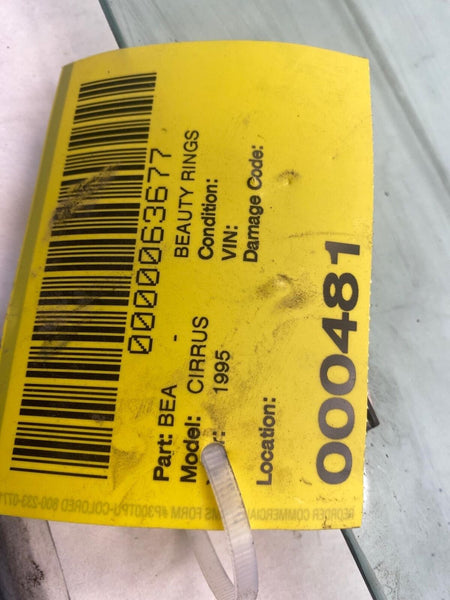 0000063677
Part: BEA - BEAUTY RINGS
Model: CIRRUS Condition:
1995 VIN:
Damage Code:
Location:
000481